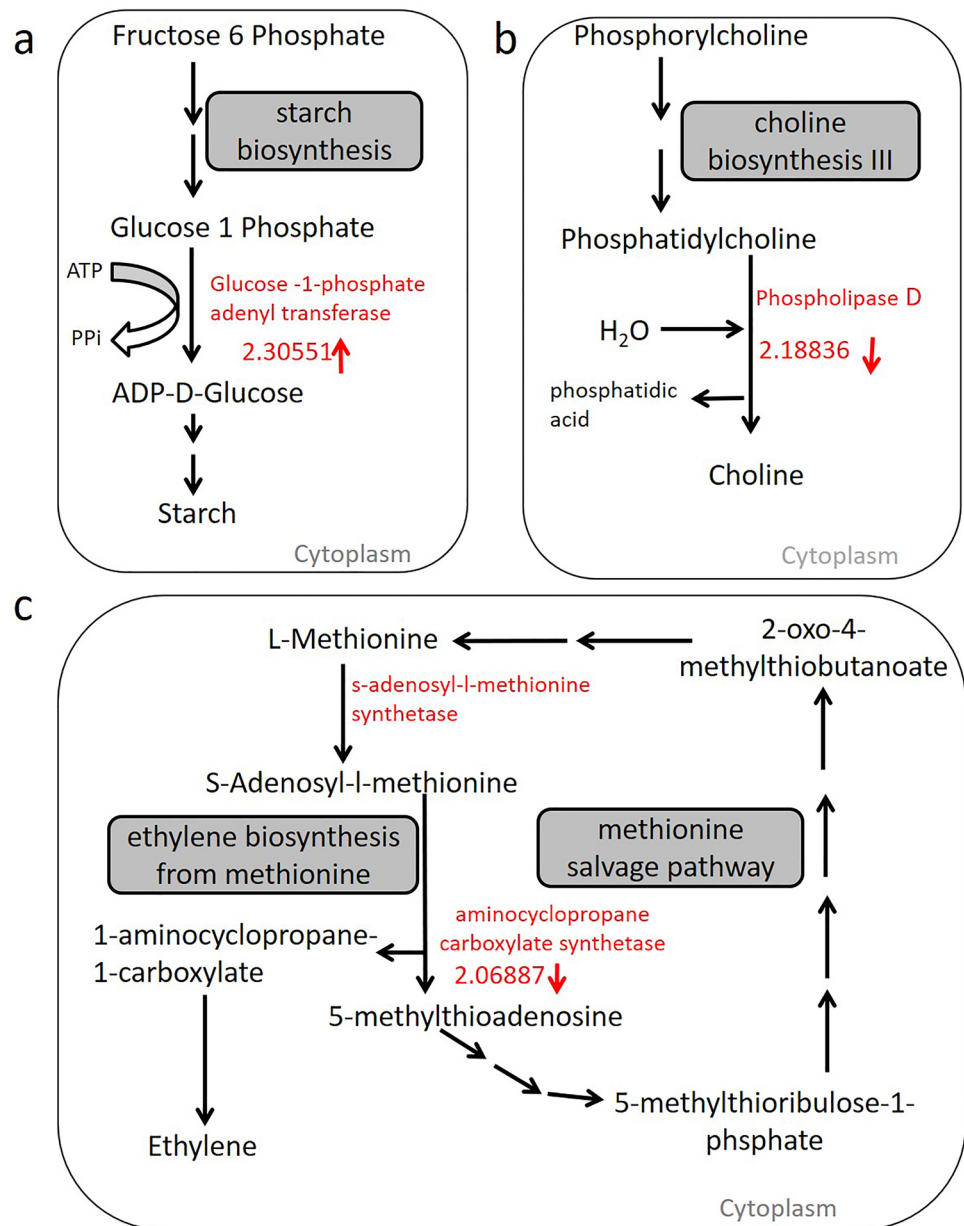 a
Fructose 6 Phosphate
starch
biosynthesis
Glucose 1 Phosphate
ATP
PPi
Glucose -1-phosphate
adenyl transferase
2.30551
ADP-D-Glucose
Starch
Cytoplasm
b
Phosphorylcholine
choline
biosynthesis III
Phosphatidylcholine
Phospholipase D
H₂O
2.18836
phosphatidic
acid
Choline
Cytoplasm
c
L-Methionine
2-oxo-4-
methylthiobutanoate
s-adenosyl-l-methionine
synthetase
S-Adenosyl-l-methionine
ethylene biosynthesis
from methionine
methionine
salvage pathway
aminocyclopropane
carboxylate synthetase
2.06887
1-aminocyclopropane-
1-carboxylate
5-methylthioadenosine
5-methylthioribulose-1-
phsphate
Ethylene
Cytoplasm